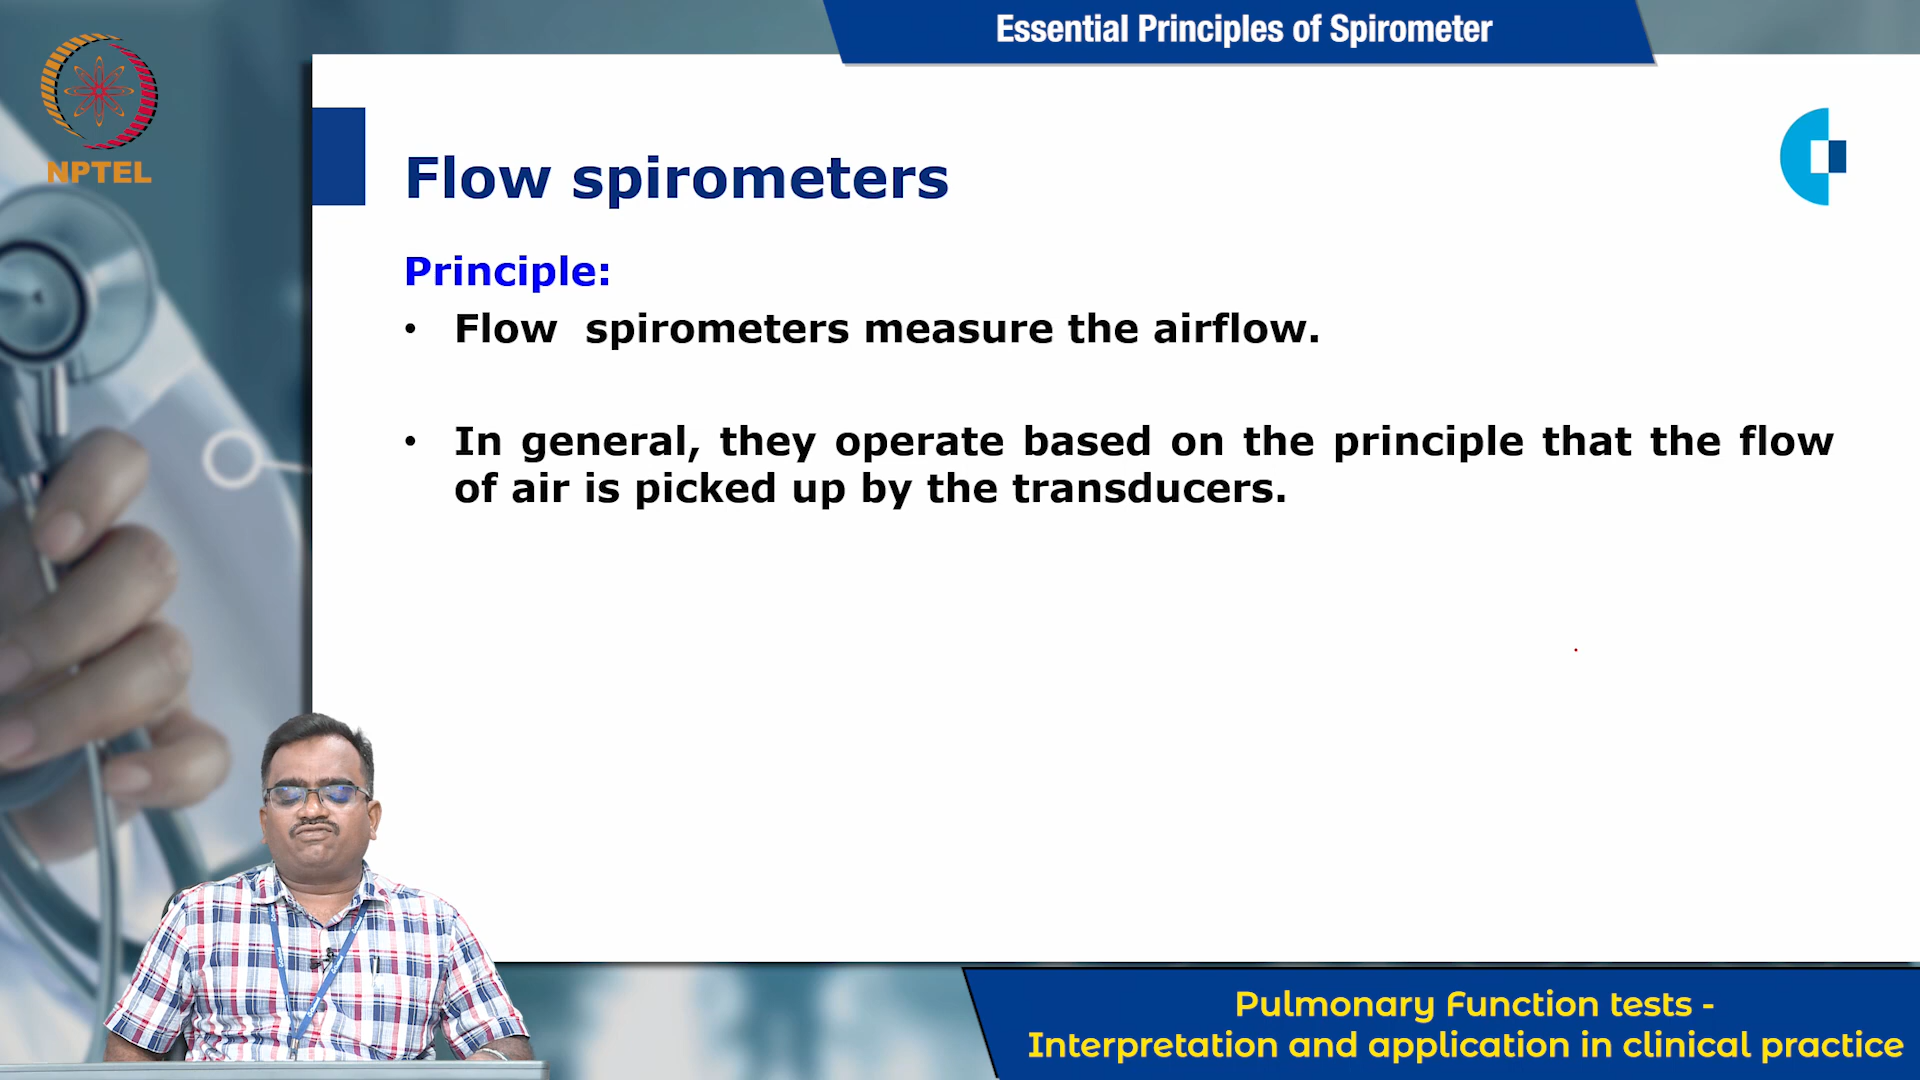 Essential Principles of Spirometer
NPTEL
Flow spirometers
Principle:
• Flow spirometers measure the airflow.
• In general, they operate based on the principle that the flow
of air is picked up by the transducers.
Pulmonary Function tests -
Interpretation and application in clinical practice